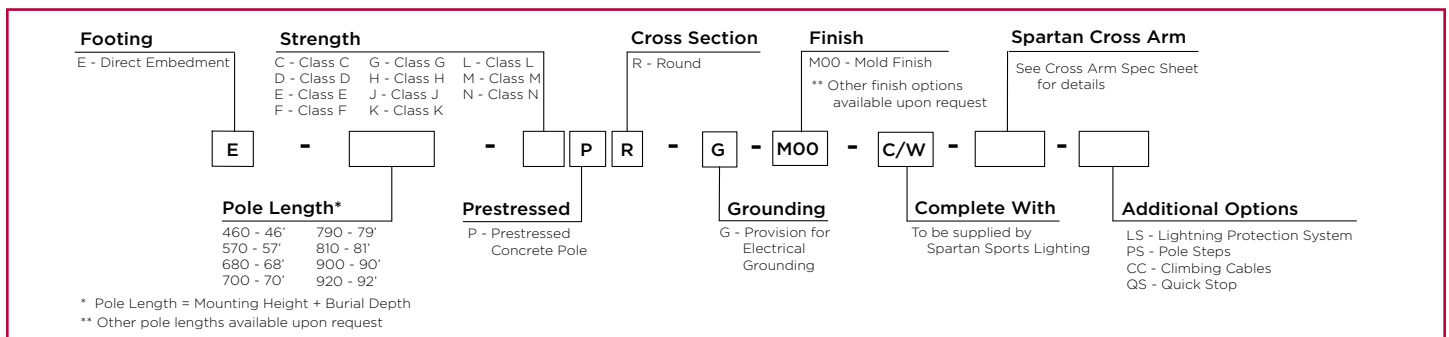 Footing
E - Direct Embedment
Strength
C - Class C G - Class G L - Class L
D - Class D H - Class H M - Class M
E - Class E J - Class J N - Class N
F - Class F K - Class K
Cross Section
R - Round
Finish
M00 - Mold Finish
** Other finish options
available upon request
Spartan Cross Arm
See Cross Arm Spec Sheet
for details
E - - P R - G - M00 - C/W - -
Pole Length*
460 - 46' 790 - 79'
570 - 57' 810 - 81'
680 - 68' 900 - 90'
700 - 70' 920 - 92'
Prestressed
P - Prestressed
Concrete Pole
Grounding
G - Provision for
Electrical
Grounding
Complete With
To be supplied by
Spartan Sports Lighting
Additional Options
LS - Lightning Protection System
PS - Pole Steps
CC - Climbing Cables
QS - Quick Stop
* Pole Length = Mounting Height + Burial Depth
** Other pole lengths available upon request